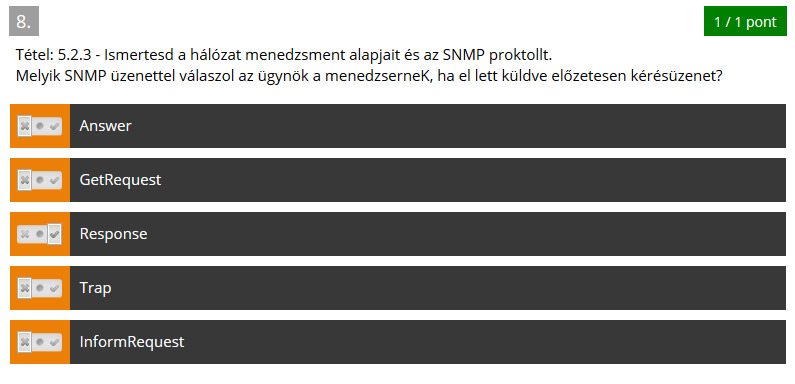 8.
1 / 1 pont
Tétel: 5.2.3 - Ismertesd a hálózat menedzsment alapjait és az SNMP proktollt.
Melyik SNMP üzenettel válaszol az ügynök a menedzserneK, ha el lett küldve előzetesen kérésüzenet?
Answer
GetRequest
Response
Trap
InformRequest